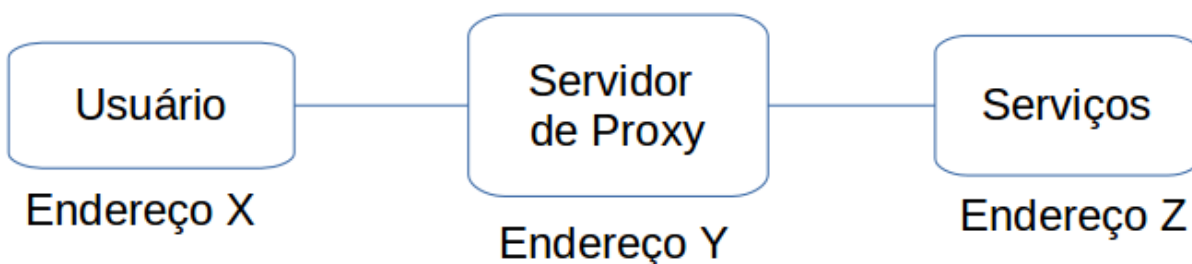 Usuário
Servidor
de Proxy
Serviços
Endereço X
Endereço Y
Endereço Z